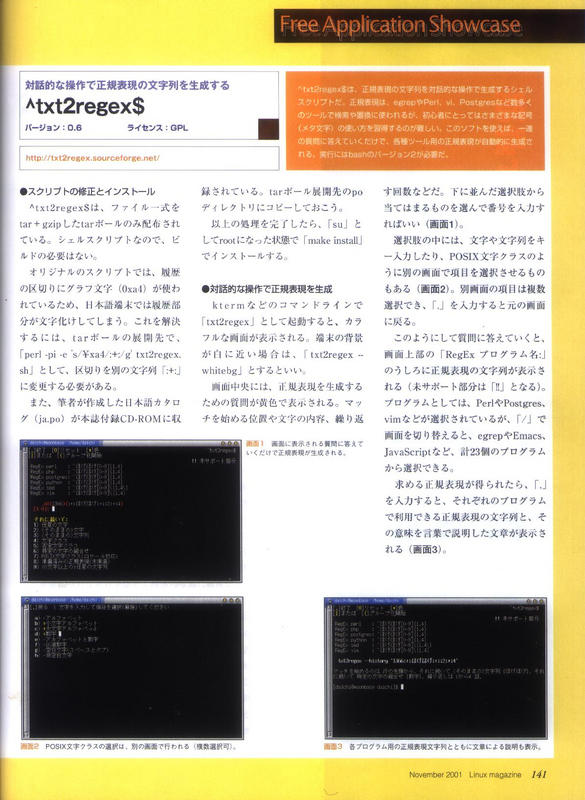 Free Application Showcase
対話的な操作で正規表現の文字列を生成する
^txt2regex$
バージョン：0.6　ライセンス：GPL
http://txt2regex.sourceforge.net/
^txt2regex$は、正規表現の文字列を対話的な操作で生成するシェル
スクリプトだ。正規表現は、egrepやPerl、vi、Postgresなど数多く
のツールで検索や置換に使われるが、初心者にとってはさまざまな記号
(メタ文字) の使い方を習得するのが難しい。このソフトを使えば、一連
の質問に答えていくだけで、各種ツール用の正規表現が自動的に生成さ
れる。実行にはbashのバージョン2が必要だ。
●スクリプトの修正とインストール
^txt2regex$は、ファイル一式を
tar＋gzipしたtarボールのみ配布され
ている。シェルスクリプトなので、ビ
ルドの必要はない。
オリジナルのスクリプトでは、履歴
の区切りにグラフ文字（0xa4）が使わ
れているため、日本語端末では履歴部
分が文字化けしてしまう。これを解決
するには、tarボールの展開先で、
「perl -pi -e 's/¥xa4/:+:/g' txt2regex.
sh」として、区切りを別の文字列「:+:」
に変更する必要がある。
また、筆者が作成した日本語カタロ
グ（ja.po）が本誌付録CD-ROMに収
録されている。tarボール展開先のpo
ディレクトリにコピーしておこう。
以上の処理を完了したら、「su」と
してrootになった状態で「make install」
でインストールする。
●対話的な操作で正規表現を生成
ktermなどのコマンドラインで
「txt2regex」として起動すると、カラ
フルな画面が表示される。端末の背景
が白に近い場合は、「txt2regex --
whitebg」とするといい。
画面中央には、正規表現を生成する
ための質問が黄色で表示される。マッ
チを始める位置や文字の内容、繰り返
す回数などだ。下に並んだ選択肢から
当てはまるものを選んで番号を入力す
ればいい（画面1）。
選択肢の中には、文字や文字列をキ
ー入力したり、POSIX文字クラスのよ
うに別の画面で項目を選択させるもの
もある（画面2）。別画面の項目は複数
選択でき、「.」を入力すると元の画面
に戻る。
このようにして質問に答えていくと、
画面上部の「RegEx プログラム名:」
のうしろに正規表現の文字列が表示さ
れる（未サポート部分は「!!」となる）。
プログラムとしては、PerlやPostgres、
vimなどが選択されているが、「/」で
画面を切り替えると、egrepやEmacs、
JavaScriptなど、計23個のプログラム
から選択できる。
求める正規表現が得られたら、「.」
を入力すると、それぞれのプログラム
で利用できる正規表現の文字列と、そ
の意味を言葉で説明した文章が表示さ
れる（画面3）。
画面1　画面に表示される質問に答えて
いくだけで正規表現が生成される。
画面2　POSIX文字クラスの選択は、別の画面で行われる（複数選択可）。
画面3　各プログラム用の正規表現文字列とともに文章による説明も表示。
November 2001　Linux magazine　141